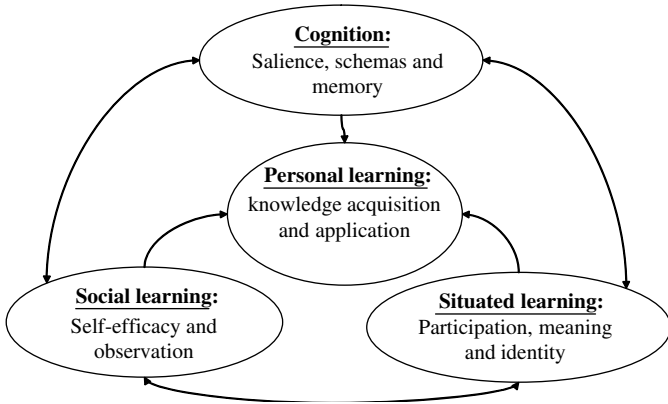 Cognition:
Salience, schemas and
memory
Personal learning:
knowledge acquisition
and application
Social learning:
Self-efficacy and
observation
Situated learning:
Participation, meaning
and identity